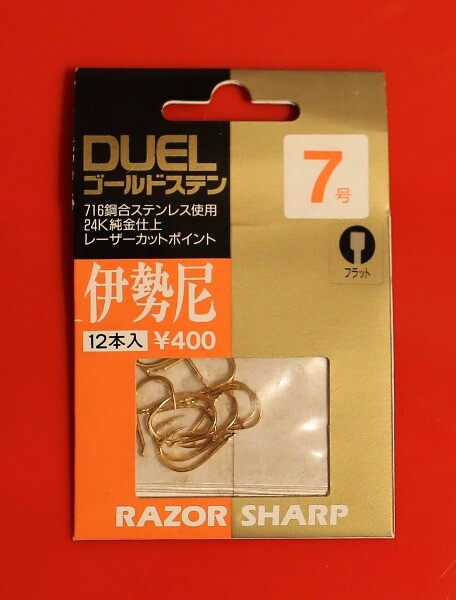 DUEL
ゴールドステン
716鋼合ステンレス使用
24K純金仕上
レーザーカットポイント
7号
フラット
伊勢尼
12本入 ¥400
RAZOR SHARP